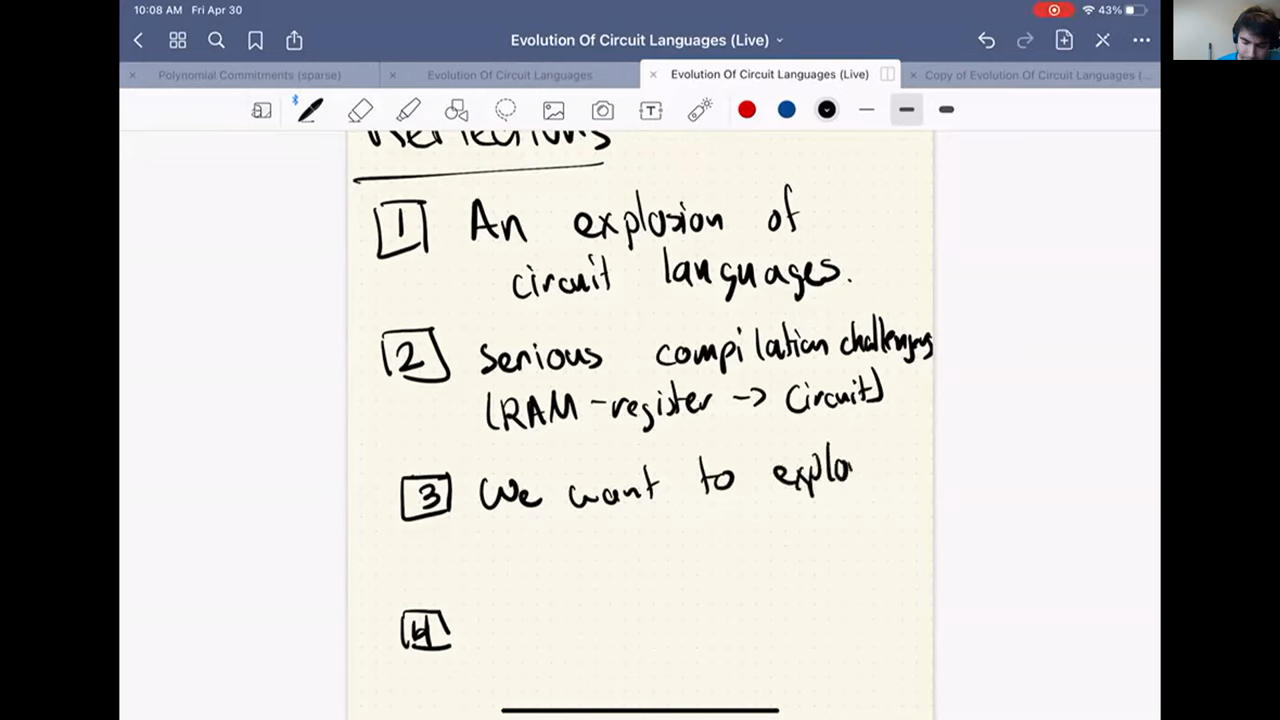 10:08 AM Fri Apr 30
43%
Evolution Of Circuit Languages (Live)
Polynomial Commitments (sparse)
Evolution Of Circuit Languages
Evolution Of Circuit Languages (Live)
Copy of Evolution Of Circuit Languages (...
Reflections
1 An explosion of
circuit languages.
2 Serious compilation challenges
(RAM-register -> Circuit)
3 We want to explo
4